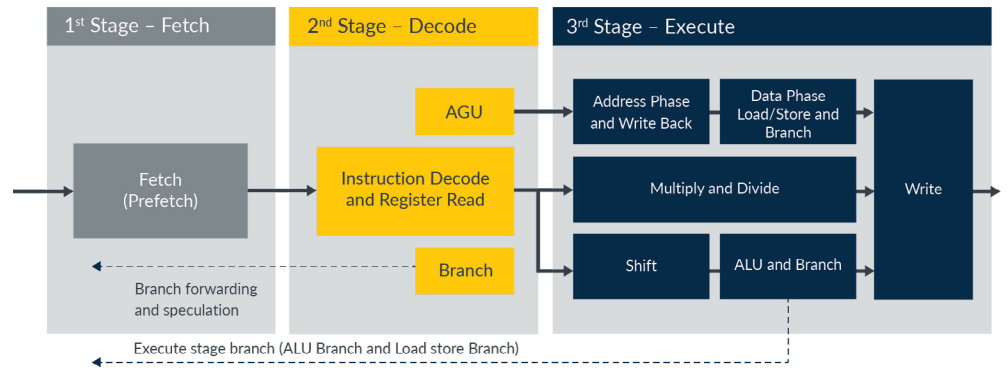 1st Stage – Fetch
2nd Stage – Decode
3rd Stage – Execute
AGU
Address Phase
and Write Back
Data Phase
Load/Store and
Branch
Fetch
(Prefetch)
Instruction Decode
and Register Read
Multiply and Divide
Write
Branch
Shift
ALU and Branch
Branch forwarding
and speculation
Execute stage branch (ALU Branch and Load store Branch)